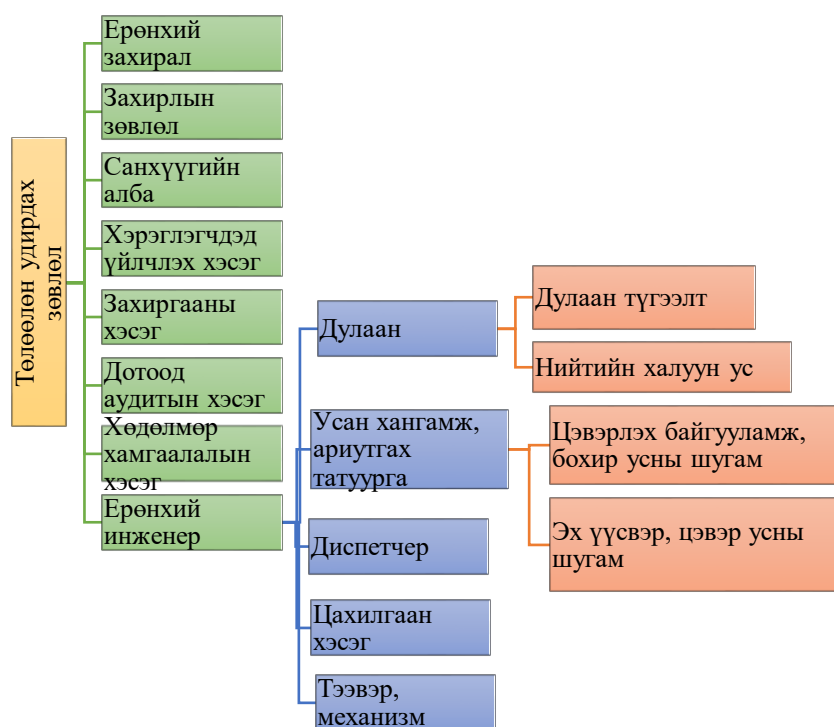 Төлөөлөн удирдах
зөвлөл
Ерөнхий
захирал
Захирлын
зөвлөл
Санхүүгийн
алба
Хэрэглэгчдэд
үйлчлэх хэсэг
Захиргааны
хэсэг
Дотоод
аудитын хэсэг
Хөдөлмөр
хамгаалалын
хэсэг
Ерөнхий
инженер
Дулаан
Усан хангамж,
ариутгах
татуурга
Диспетчер
Цахилгаан
хэсэг
Тээвэр,
механизм
Дулаан түгээлт
Нийтийн халуун ус
Цэвэрлэх байгууламж,
бохир усны шугам
Эх үүсвэр, цэвэр усны
шугам